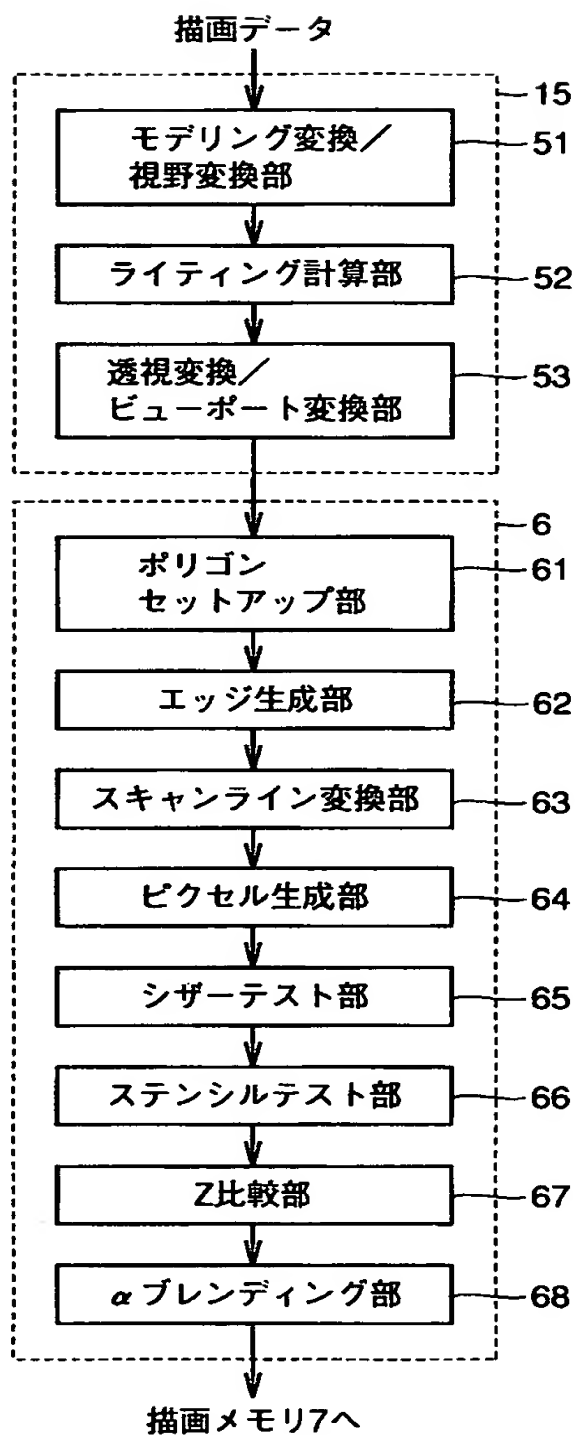 描画データ
15
モデリング変換／
視野変換部
51
ライティング計算部
52
透視変換／
ビューポート変換部
53
6
ポリゴン
セットアップ部
61
エッジ生成部
62
スキャンライン変換部
63
ピクセル生成部
64
シザーテスト部
65
ステンシルテスト部
66
Z比較部
67
αブレンディング部
68
描画メモリ7へ